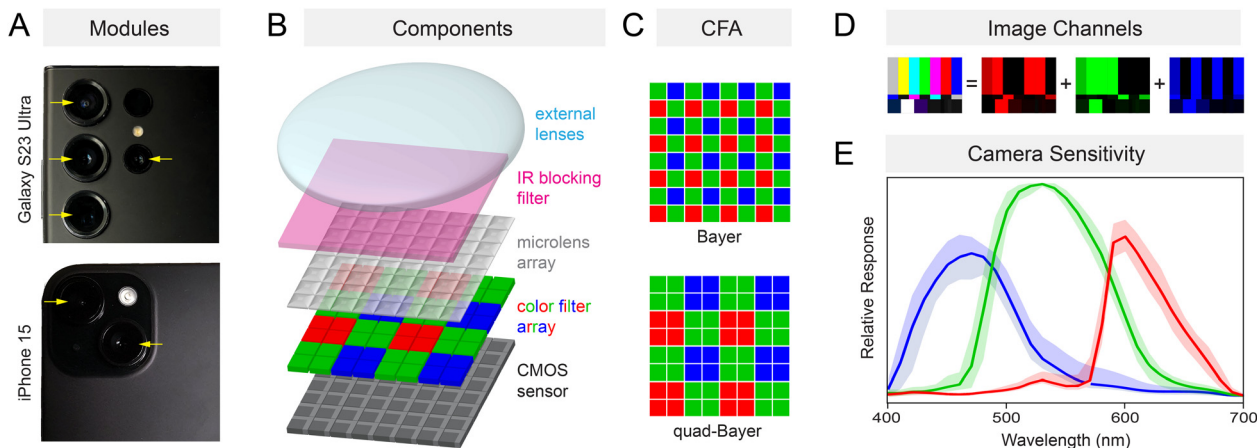 A
Modules
Galaxy S23 Ultra
iPhone 15
B
Components
external
lenses
IR blocking
filter
microlens
array
color filter
array
CMOS
sensor
C
CFA
Bayer
quad-Bayer
D
Image Channels
= + +
E
Camera Sensitivity
Relative Response
400 500 600 700
Wavelength (nm)